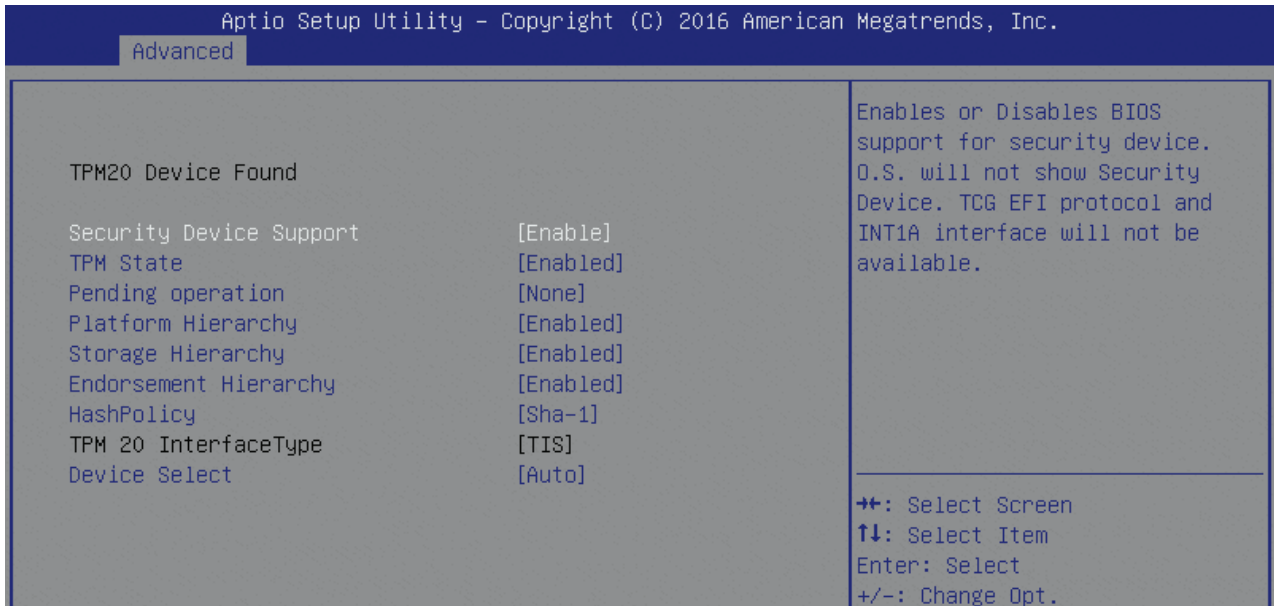 Aptio Setup Utility – Copyright (C) 2016 American Megatrends, Inc.
Advanced
TPM20 Device Found
Security Device Support [Enable]
TPM State [Enabled]
Pending operation [None]
Platform Hierarchy [Enabled]
Storage Hierarchy [Enabled]
Endorsement Hierarchy [Enabled]
HashPolicy [Sha-1]
TPM 20 InterfaceType [TIS]
Device Select [Auto]
Enables or Disables BIOS
support for security device.
O.S. will not show Security
Device. TCG EFI protocol and
INT1A interface will not be
available.
→←: Select Screen
↑↓: Select Item
Enter: Select
+/-: Change Opt.